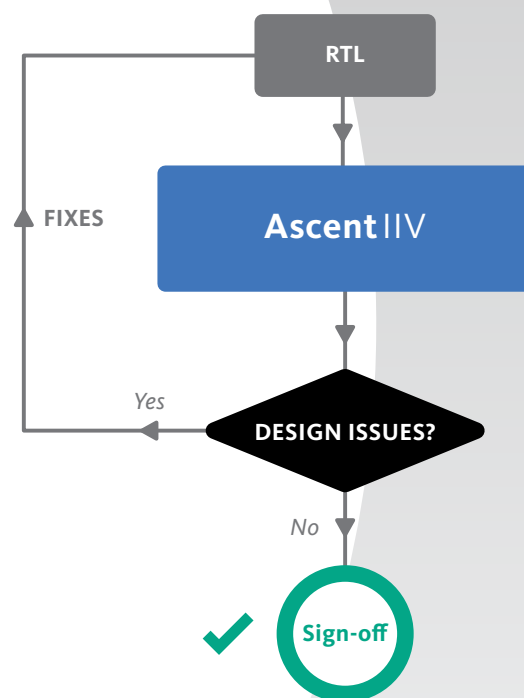 RTL
FIXES
Ascent IIV
Yes
DESIGN ISSUES?
No
Sign-off